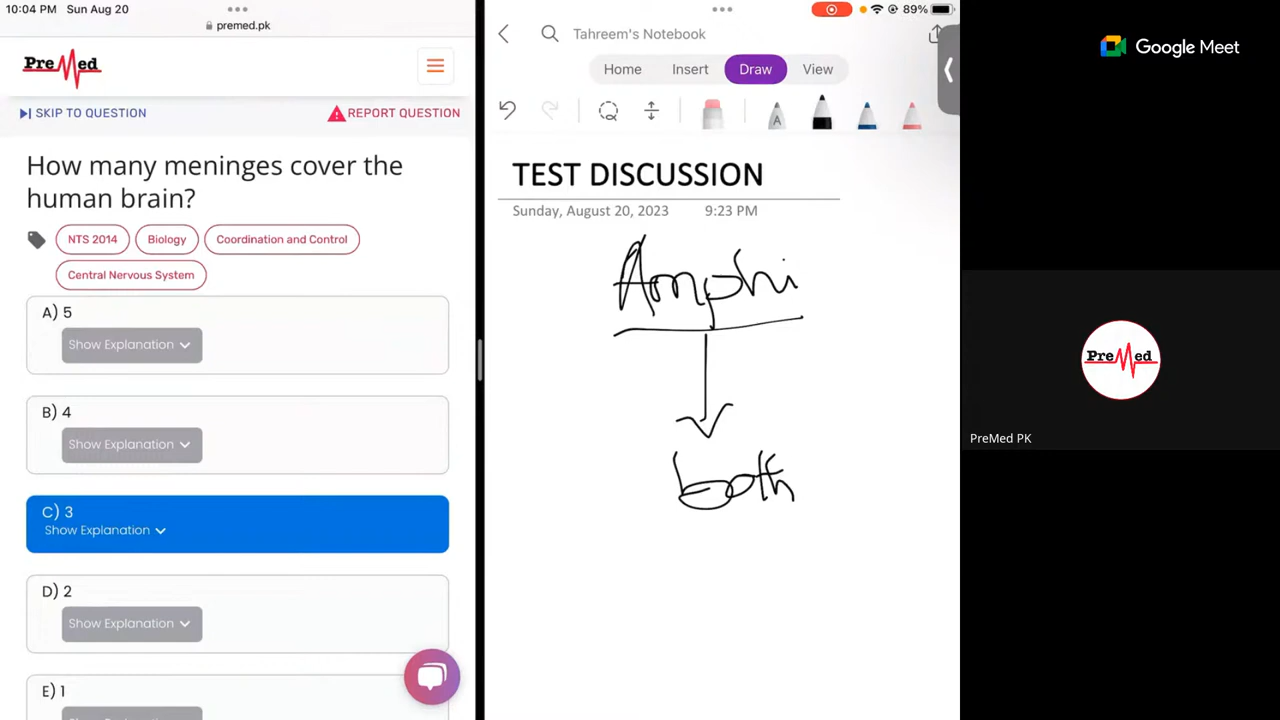 10:04 PM Sun Aug 20
premed.pk
PreMed
SKIP TO QUESTION
REPORT QUESTION
How many meninges cover the
human brain?
NTS 2014
Biology
Coordination and Control
Central Nervous System
A) 5
Show Explanation
B) 4
Show Explanation
C) 3
Show Explanation
D) 2
Show Explanation
E) 1
89%
Tahreem's Notebook
Home
Insert
Draw
View
A
TEST DISCUSSION
Sunday, August 20, 2023 9:23 PM
Amphi
both
Google Meet
PreMed
PreMed PK